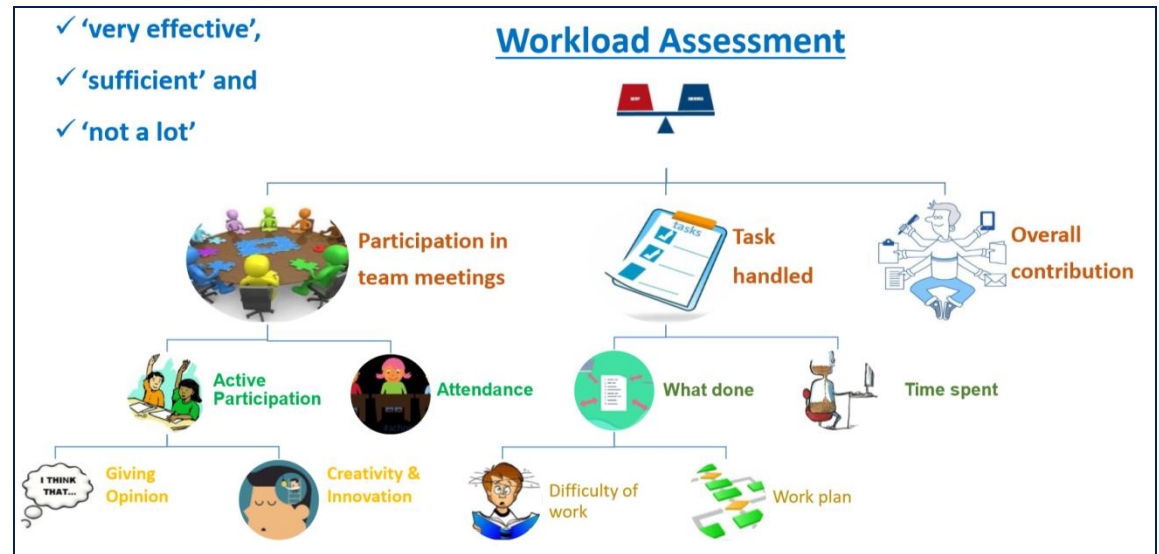 ✓ ‘very effective’,
✓ ‘sufficient’ and
✓ ‘not a lot’
Workload Assessment
Participation in
team meetings
tasks
Task
handled
Overall
contribution
Active
Participation
Attendance
What done
Time spent
I THINK
THAT...
Giving
Opinion
Creativity &
Innovation
Difficulty of
work
Work plan